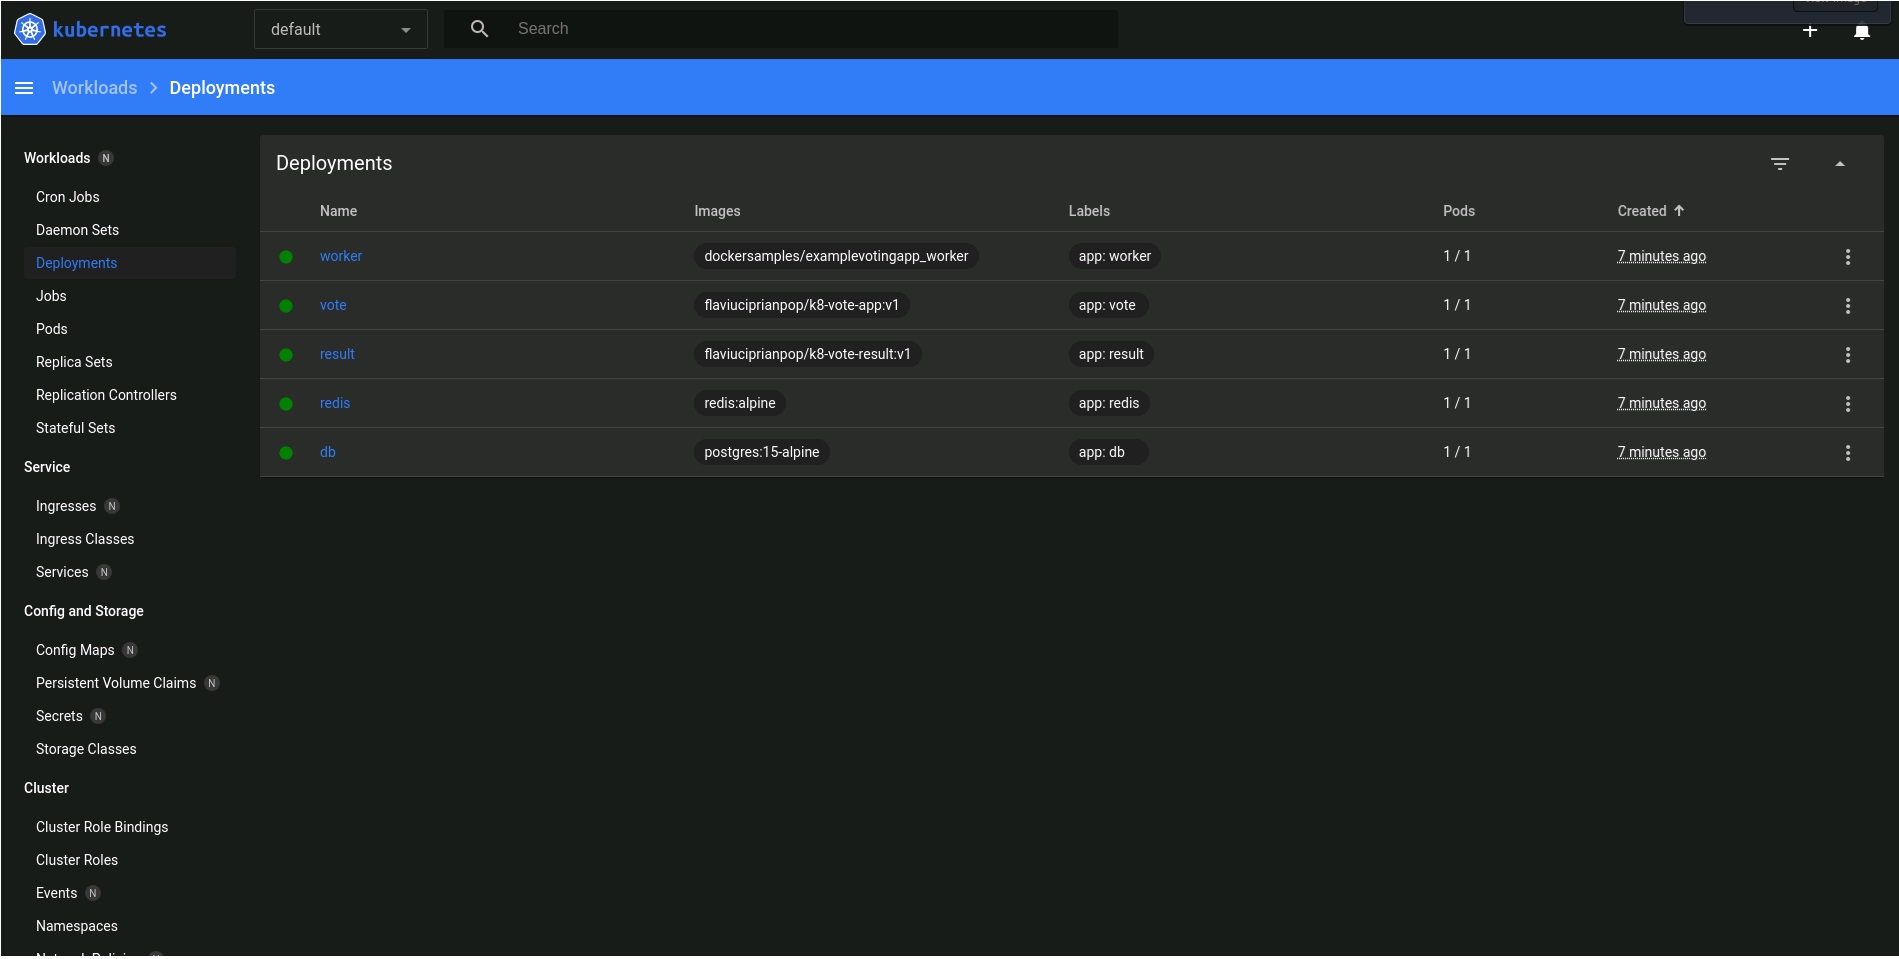 kubernetes
default
Search
Workloads
Deployments
Workloads N
Cron Jobs
Daemon Sets
Deployments
Jobs
Pods
Replica Sets
Replication Controllers
Stateful Sets
Service
Ingresses N
Ingress Classes
Services N
Config and Storage
Config Maps N
Persistent Volume Claims N
Secrets N
Storage Classes
Cluster
Cluster Role Bindings
Cluster Roles
Events N
Namespaces
Deployments
Name Images Labels Pods Created
worker dockersamples/examplevotingapp_worker app: worker 1 / 1 7 minutes ago
vote flaviuciprianpop/k8-vote-app:v1 app: vote 1 / 1 7 minutes ago
result flaviuciprianpop/k8-vote-result:v1 app: result 1 / 1 7 minutes ago
redis redis:alpine app: redis 1 / 1 7 minutes ago
db postgres:15-alpine app: db 1 / 1 7 minutes ago